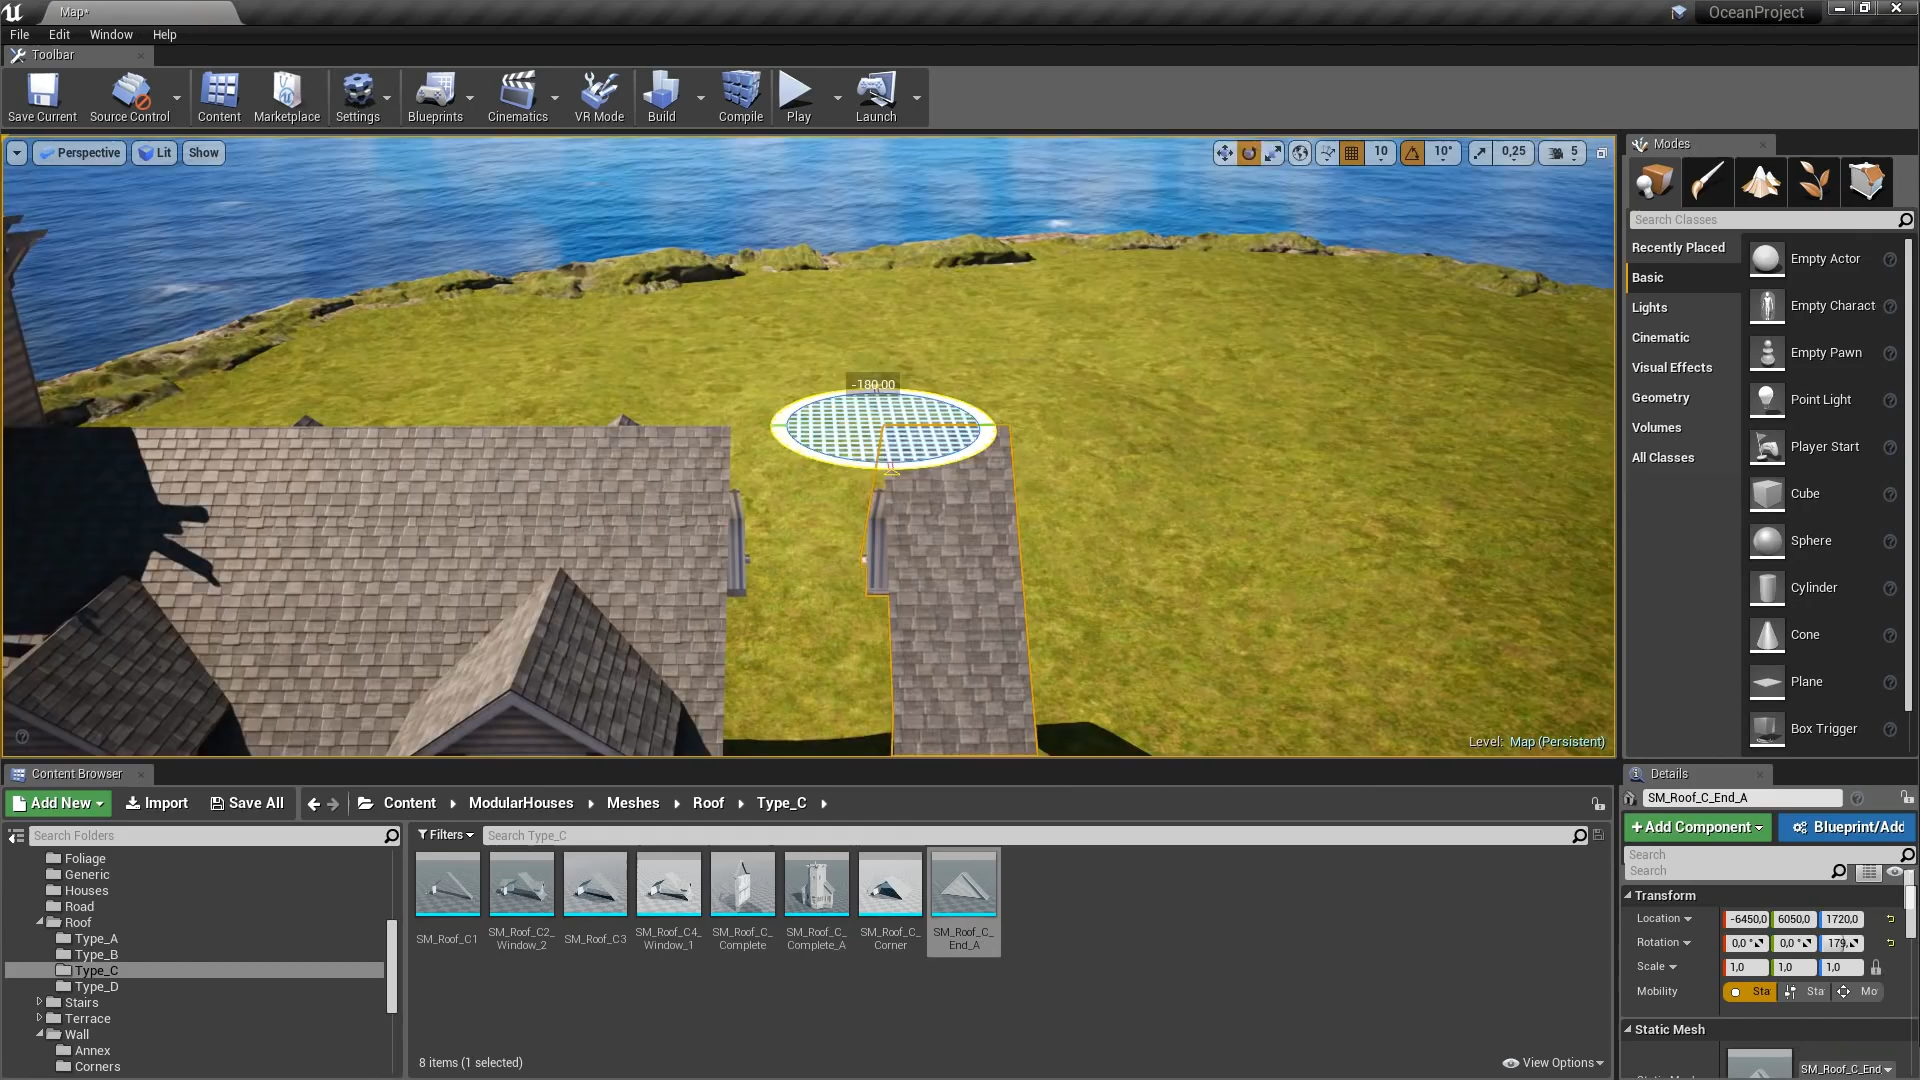 Map*
OceanProject
File Edit Window Help
Toolbar
Save Current
Source Control
Content
Marketplace
Settings
Blueprints
Cinematics
VR Mode
Build
Compile
Play
Launch
Perspective
Lit
Show
10
10°
0,25
5
-180.00
Level: Map (Persistent)
Modes
Search Classes
Recently Placed
Basic
Lights
Cinematic
Visual Effects
Geometry
Volumes
All Classes
Empty Actor
Empty Charact
Empty Pawn
Point Light
Player Start
Cube
Sphere
Cylinder
Cone
Plane
Box Trigger
Content Browser
Add New
Import
Save All
Content
ModularHouses
Meshes
Roof
Type_C
Search Folders
Foliage
Generic
Houses
Road
Roof
Type_A
Type_B
Type_C
Type_D
Stairs
Terrace
Wall
Annex
Corners
Filters
Search Type_C
SM_Roof_C1
SM_Roof_C2_
Window_2
SM_Roof_C3
SM_Roof_C4_
Window_1
SM_Roof_C_
Complete
SM_Roof_C_
Complete_A
SM_Roof_C_
Corner
SM_Roof_C_
End_A
8 items (1 selected)
View Options
Details
SM_Roof_C_End_A
+Add Component
Blueprint/Add
Search
Search
Transform
Location -6450,0 6050,0 1720,0
Rotation 0,0 ° 0,0 ° 179,
Scale 1,0 1,0 1,0
Mobility Sta Sta Mo
Static Mesh
SM_Roof_C_End